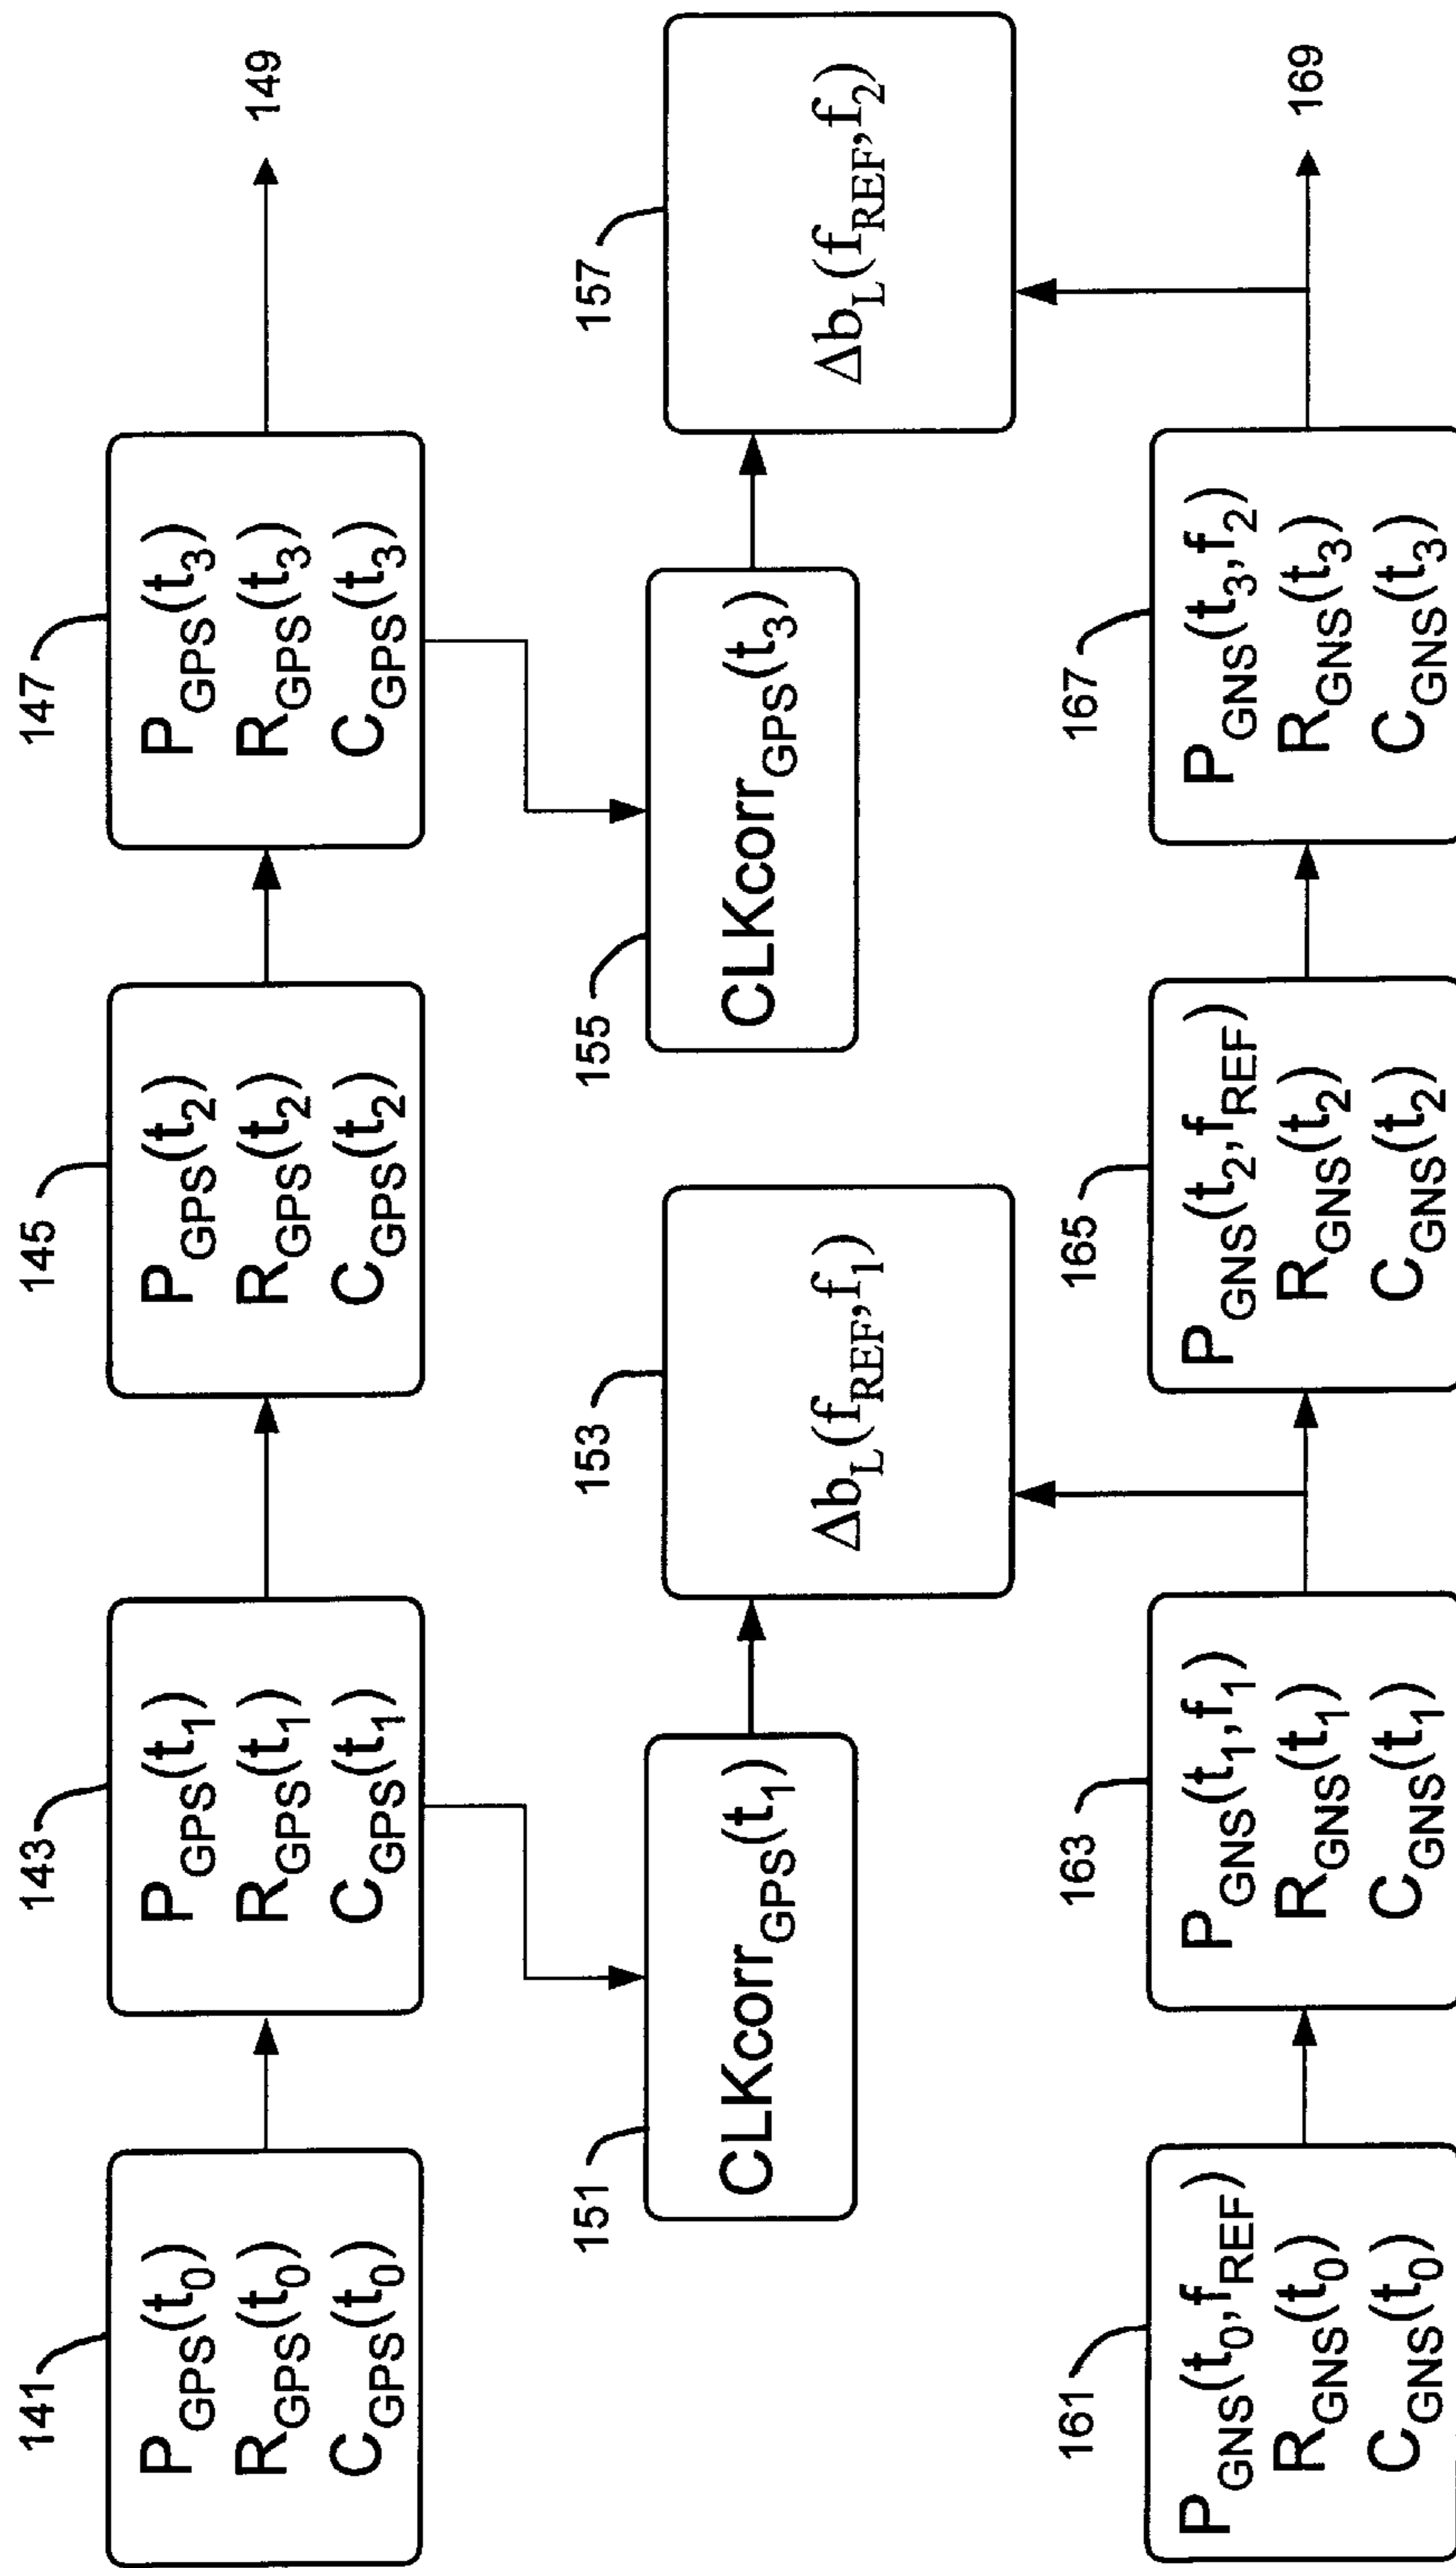 141
P_GPS(t_0)
R_GPS(t_0)
C_GPS(t_0)
143
P_GPS(t_1)
R_GPS(t_1)
C_GPS(t_1)
145
P_GPS(t_2)
R_GPS(t_2)
C_GPS(t_2)
147
P_GPS(t_3)
R_GPS(t_3)
C_GPS(t_3)
149
151
CLKcorr_GPS(t_1)
153
Δb_L(f_REF,f_1)
155
CLKcorr_GPS(t_3)
157
Δb_L(f_REF,f_2)
161
P_GNS(t_0,f_REF)
R_GNS(t_0)
C_GNS(t_0)
163
P_GNS(t_1,f_1)
R_GNS(t_1)
C_GNS(t_1)
165
P_GNS(t_2,f_REF)
R_GNS(t_2)
C_GNS(t_2)
167
P_GNS(t_3,f_2)
R_GNS(t_3)
C_GNS(t_3)
169